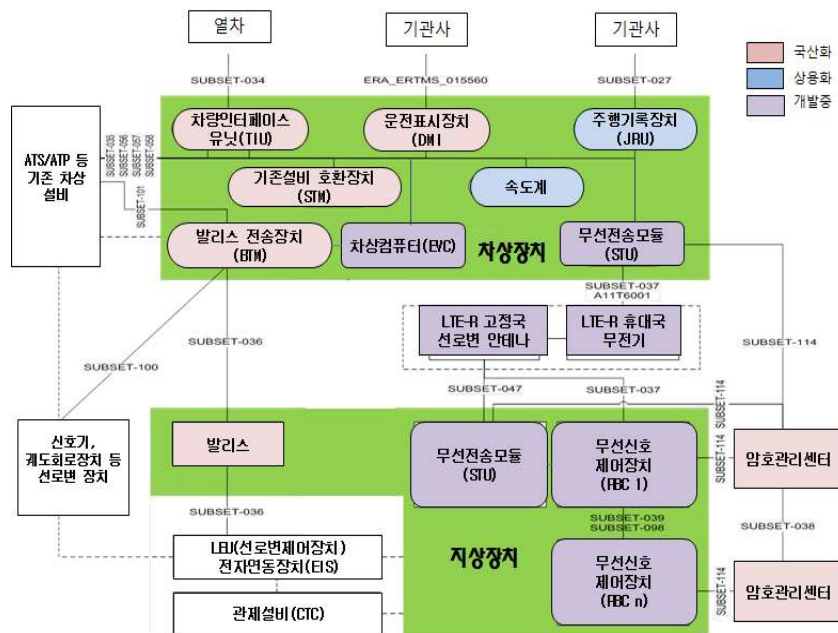 열차
기관사
기관사
국산화
상용화
개발중
SUBSET-034
ERA_ERTMS_015560
SUBSET-027
차량인터페이스
유닛(TIU)
운전표시장치
(DMI
주행기록장치
(JRU)
ATS/ATP 등
기존 차상
설비
SUBSET-035
SUBSET-056
SUBSET-057
SUBSET-058
SUBSET-101
기존설비 호환장치
(STM)
속도계
발리스 전송장치
(BTM)
차상컴퓨터(EVC)
차상장치
무선전송모듈
(STU)
SUBSET-037
A11T6001
LTE-R 고정국
선로변 안테나
LTE-R 휴대국
무전기
SUBSET-100
SUBSET-036
SUBSET-114
SUBSET-047
SUBSET-037
SUBSET-114
신호기,
궤도회로장치 등
선로변 장치
발리스
무선전송모듈
(STU)
무선신호
제어장치
(RBC 1)
SUBSET-114
암호관리센터
SUBSET-036
SUBSET-039
SUBSET-098
SUBSET-038
LEU(선로변제어장치)
전자연동장치(EIS)
지상장치
무선신호
제어장치
(RBC n)
SUBSET-114
암호관리센터
관제설비(CTC)